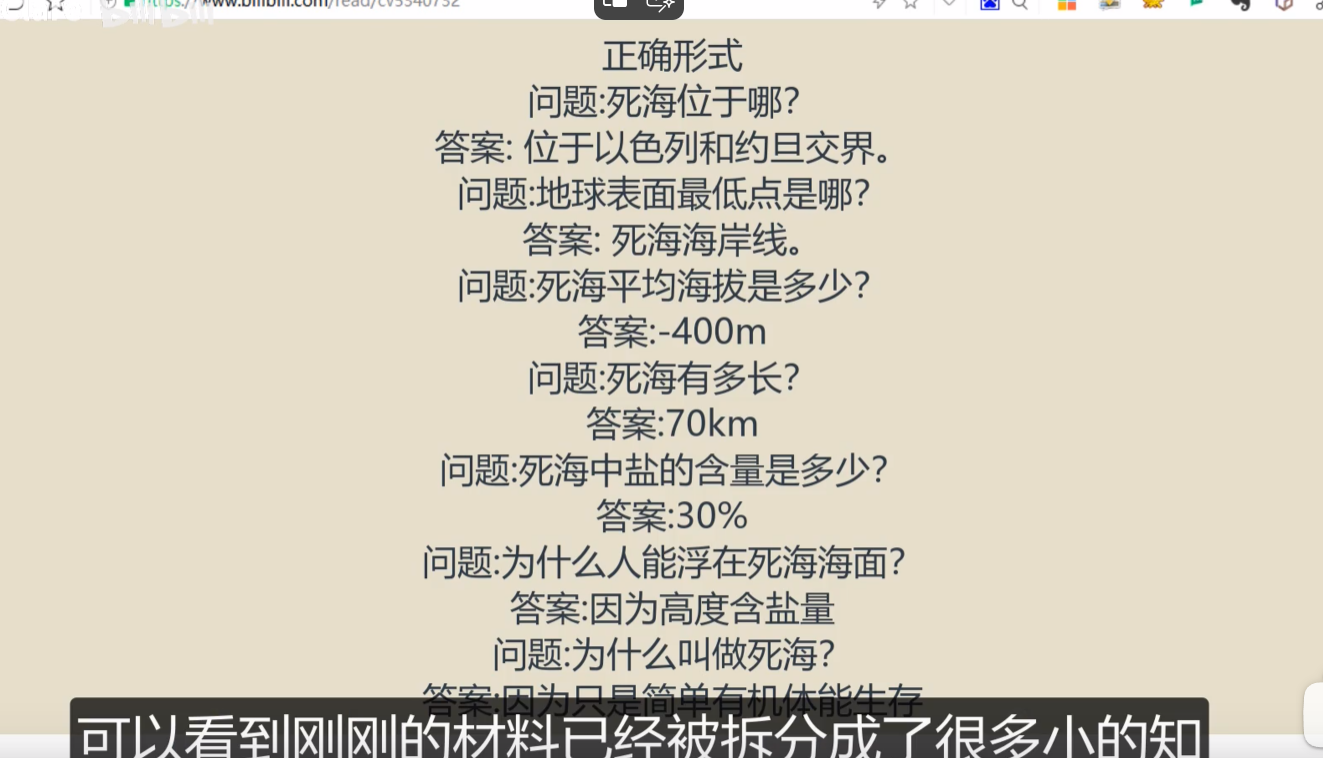 https://www.bilibili.com/read/cv5540732
正确形式
问题:死海位于哪?
答案: 位于以色列和约旦交界。
问题:地球表面最低点是哪?
答案: 死海海岸线。
问题:死海平均海拔是多少?
答案:-400m
问题:死海有多长?
答案:70km
问题:死海中盐的含量是多少?
答案:30%
问题:为什么人能浮在死海海面?
答案:因为高度含盐量
问题:为什么叫做死海?
答案:因为只是简单有机体能生存
可以看到刚刚的材料已经被拆分成了很多小的知